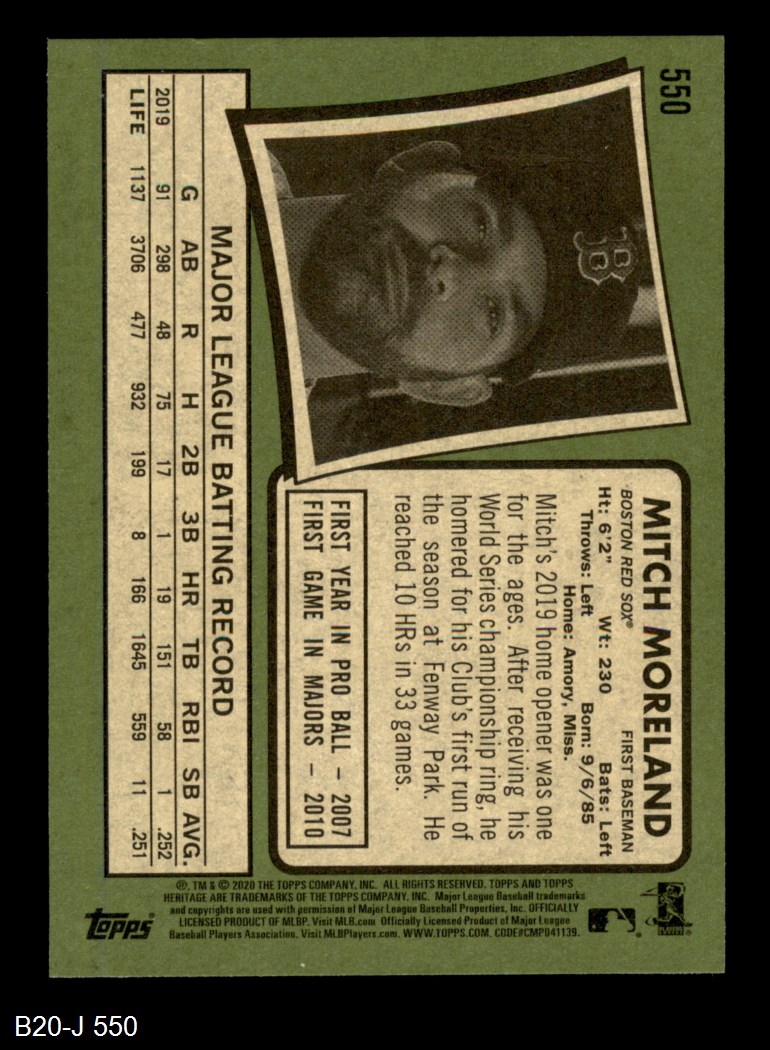 550
B
MITCH MORELAND
BOSTON RED SOX® FIRST BASEMAN
Ht: 6'2" Wt: 230 Bats: Left
Throws: Left Born: 9/6/85
Home: Amory, Miss.
Mitch's 2019 home opener was one
for the ages. After receiving his
World Series championship ring, he
homered for his Club's first run of
the season at Fenway Park. He
reached 10 HRs in 33 games.
FIRST YEAR IN PRO BALL – 2007
FIRST GAME IN MAJORS – 2010
MAJOR LEAGUE BATTING RECORD
G AB R H 2B 3B HR TB RBI SB AVG.
2019 91 298 48 75 17 1 19 151 58 1 .252
LIFE 1137 3706 477 932 199 8 166 1645 559 11 .251
®, TM & © 2020 THE TOPPS COMPANY, INC. ALL RIGHTS RESERVED. TOPPS AND TOPPS
HERITAGE ARE TRADEMARKS OF THE TOPPS COMPANY, INC. Major League Baseball trademarks
and copyrights are used with permission of Major League Baseball Properties, Inc. OFFICIALLY
LICENSED PRODUCT OF MLBP. Visit MLB.com Officially Licensed Product of Major League
Baseball Players Association. Visit MLBPlayers.com. WWW.TOPPS.COM. CODE#CMP041139.
topps®
B20-J 550